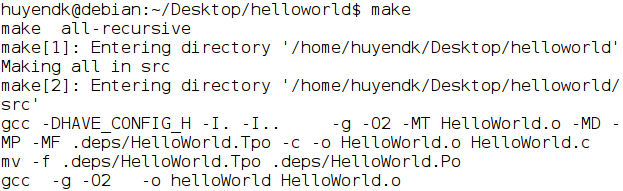 huyendk@debian:~/Desktop/helloworld$ make
make  all-recursive
make[1]: Entering directory '/home/huyendk/Desktop/helloworld'
Making all in src
make[2]: Entering directory '/home/huyendk/Desktop/helloworld/
src'
gcc -DHAVE_CONFIG_H -I. -I..     -g -O2 -MT HelloWorld.o -MD -
MP -MF .deps/HelloWorld.Tpo -c -o HelloWorld.o HelloWorld.c
mv -f .deps/HelloWorld.Tpo .deps/HelloWorld.Po
gcc  -g -O2   -o helloWorld HelloWorld.o